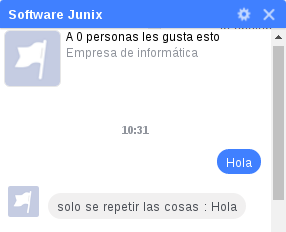 Software Junix
A 0 personas les gusta esto
Empresa de informática
10:31
Hola
solo se repetir las cosas : Hola